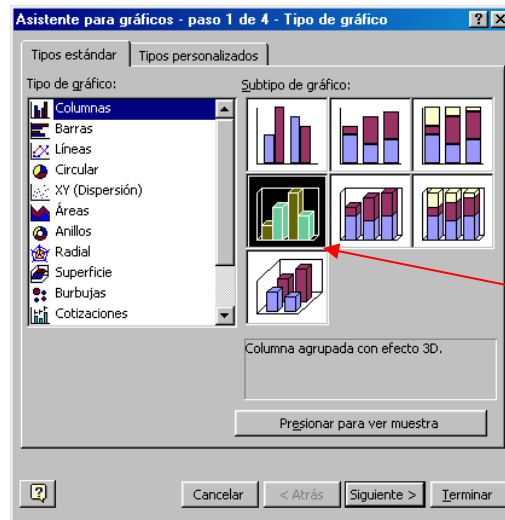 Asistente para gráficos - paso 1 de 4 - Tipo de gráfico
Tipos estándar
Tipos personalizados
Tipo de gráfico:
Columnas
Barras
Líneas
Circular
XY (Dispersión)
Áreas
Anillos
Radial
Superficie
Burbujas
Cotizaciones
Subtipo de gráfico:
Columna agrupada con efecto 3D.
Presionar para ver muestra
Cancelar
< Atrás
Siguiente >
Terminar